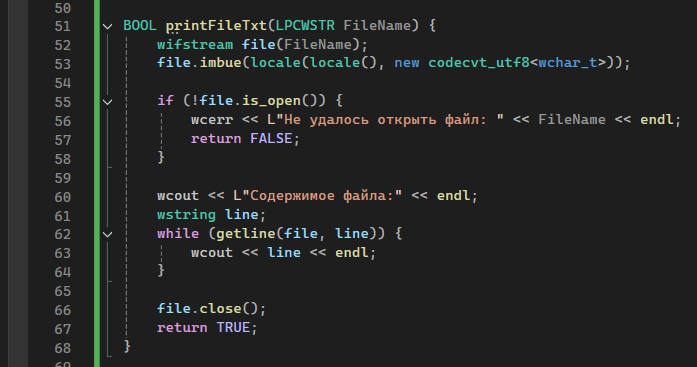 50
51 BOOL printFileTxt(LPCWSTR FileName) {
52 wifstream file(FileName);
53 file.imbue(locale(locale(), new codecvt_utf8<wchar_t>));
54
55 if (!file.is_open()) {
56 wcerr << L"Не удалось открыть файл: " << FileName << endl;
57 return FALSE;
58 }
59
60 wcout << L"Содержимое файла:" << endl;
61 wstring line;
62 while (getline(file, line)) {
63 wcout << line << endl;
64 }
65
66 file.close();
67 return TRUE;
68 }
69